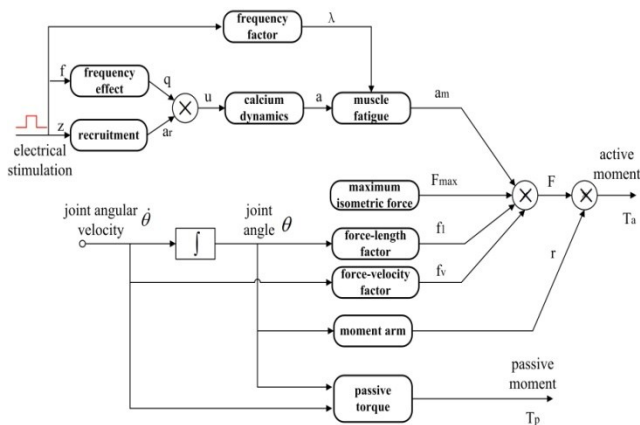 frequency
factor
λ
f
frequency
effect
q
u
calcium
dynamics
a
muscle
fatigue
am
z
recruitment
ar
electrical
stimulation
maximum
isometric force
Fmax
F
active
moment
Ta
joint angular
velocity
θ̇
∫
joint
angle θ
force-length
factor
fl
force-velocity
factor
fv
r
moment arm
passive
torque
passive
moment
Tp